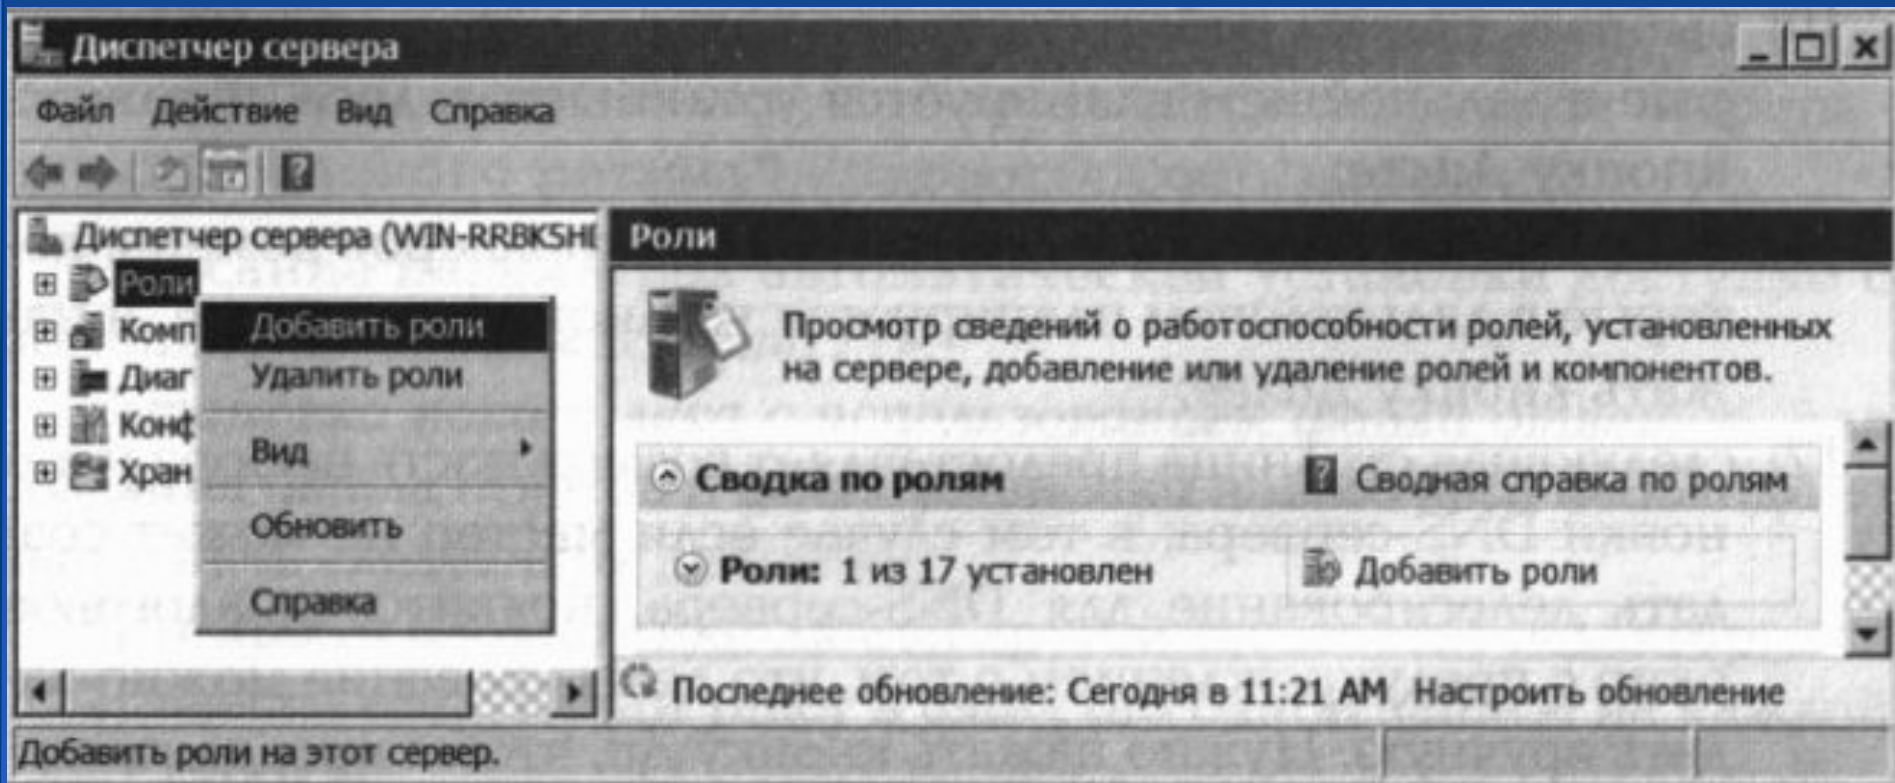 Диспетчер сервера
Файл Действие Вид Справка
Диспетчер сервера (WIN-RRBKSH
Роли
Комп
Диаг
Конф
Хран
Добавить роли
Удалить роли
Вид
Обновить
Справка
Роли
Просмотр сведений о работоспособности ролей, установленных
на сервере, добавление или удаление ролей и компонентов.
Сводка по ролям
Сводная справка по ролям
Роли: 1 из 17 установлен
Добавить роли
Последнее обновление: Сегодня в 11:21 AM Настроить обновление
Добавить роли на этот сервер.